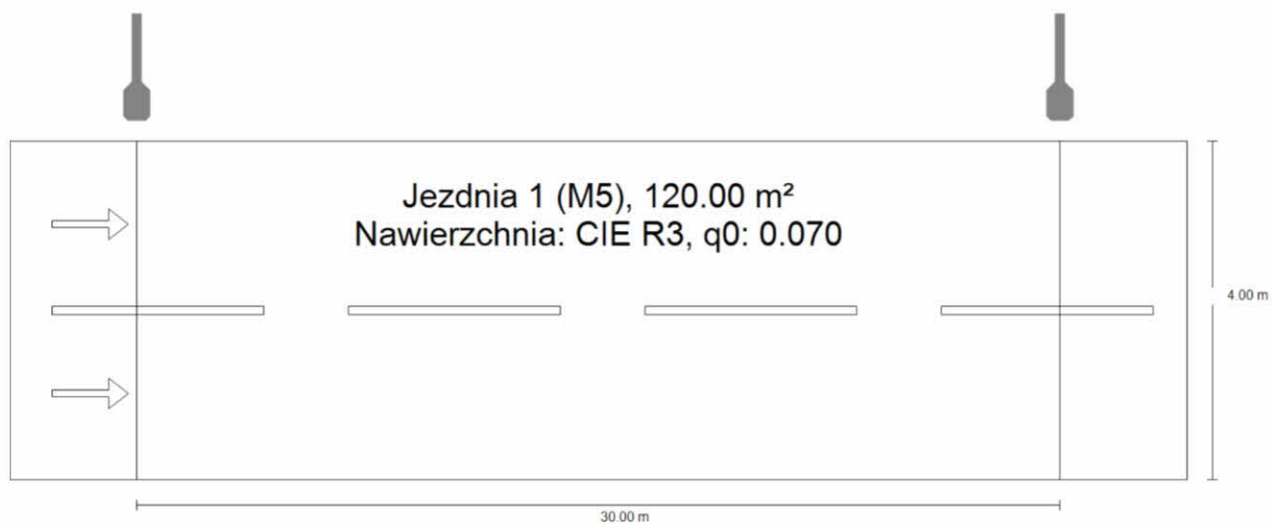 Jezdnia 1 (M5), 120.00 m²
Nawierzchnia: CIE R3, q0: 0.070
4.00 m
30.00 m